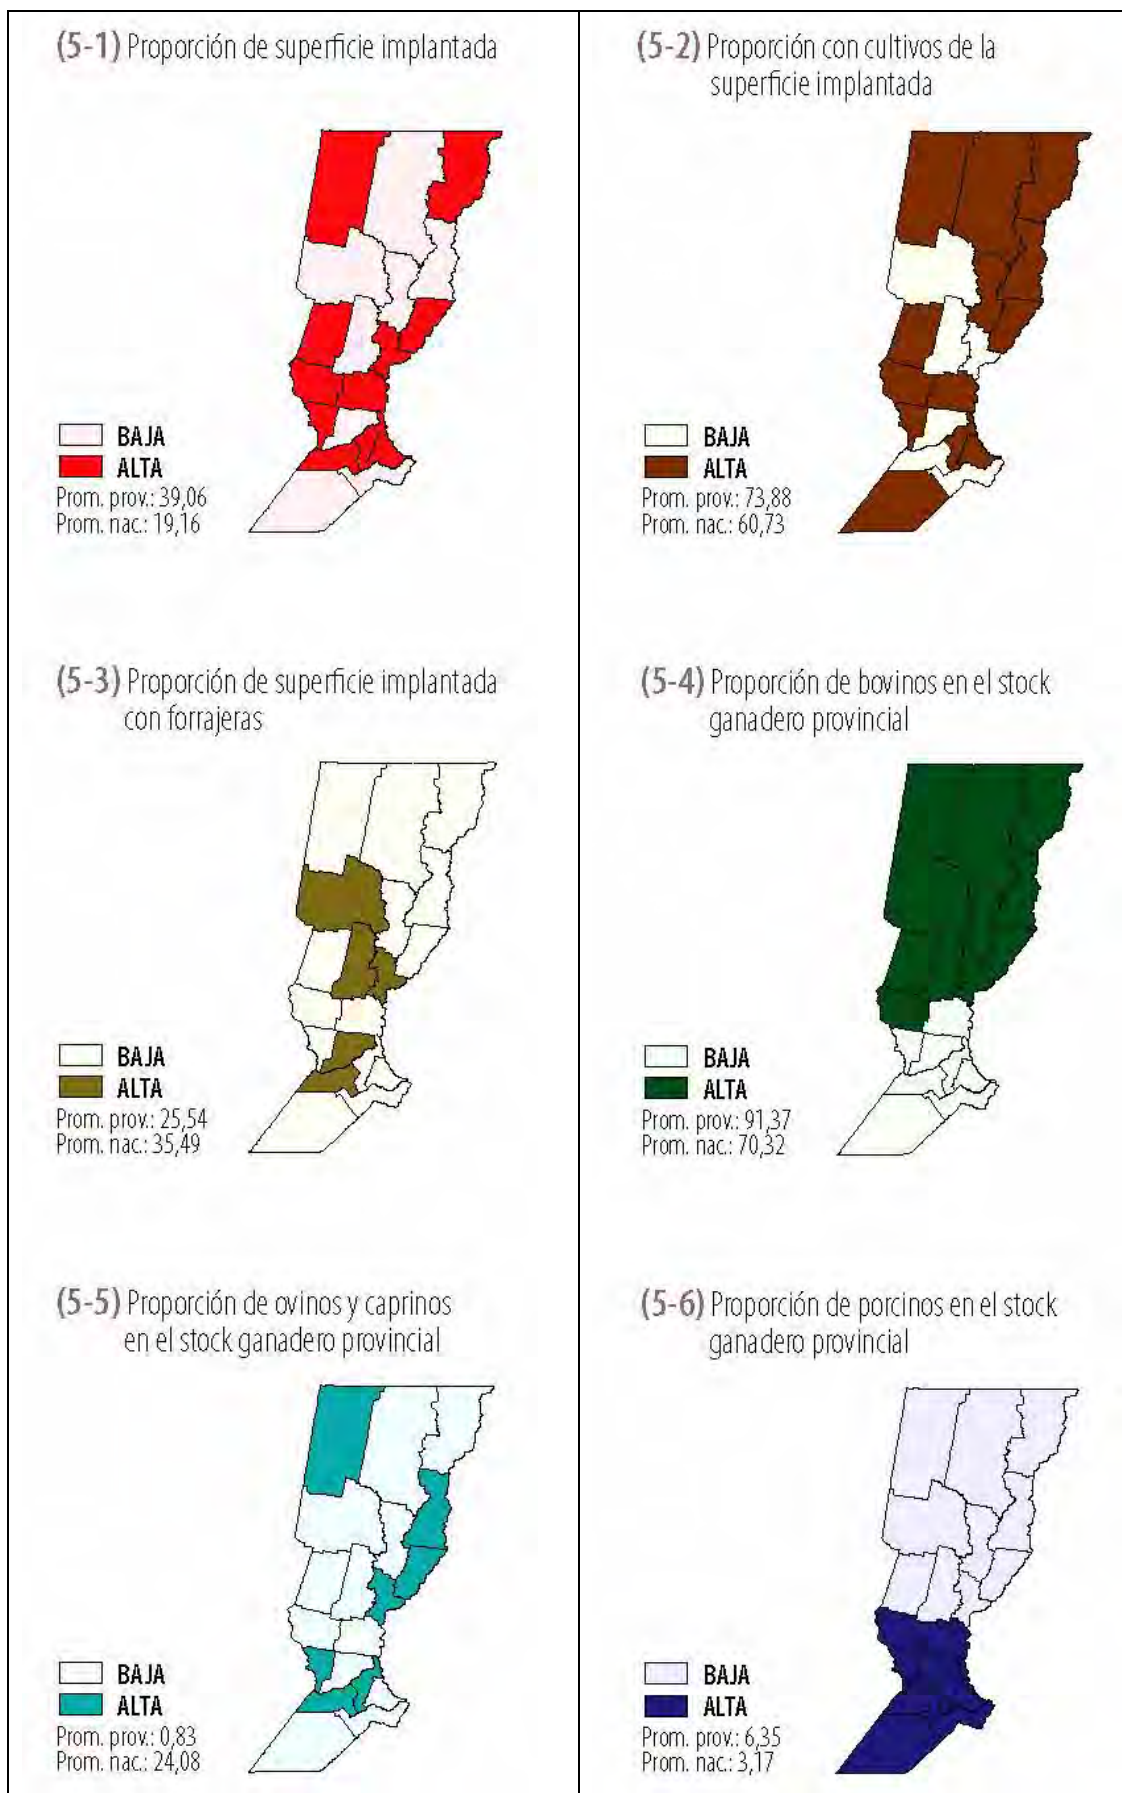 (5-1) Proporción de superficie implantada
BAJA
ALTA
Prom. prov.: 39,06
Prom. nac.: 19,16
(5-2) Proporción con cultivos de la
superficie implantada
BAJA
ALTA
Prom. prov.: 73,88
Prom. nac.: 60,73
(5-3) Proporción de superficie implantada
con forrajeras
BAJA
ALTA
Prom. prov.: 25,54
Prom. nac.: 35,49
(5-4) Proporción de bovinos en el stock
ganadero provincial
BAJA
ALTA
Prom. prov.: 91,37
Prom. nac.: 70,32
(5-5) Proporción de ovinos y caprinos
en el stock ganadero provincial
BAJA
ALTA
Prom. prov.: 0,83
Prom. nac.: 24,08
(5-6) Proporción de porcinos en el stock
ganadero provincial
BAJA
ALTA
Prom. prov.: 6,35
Prom. nac.: 3,17